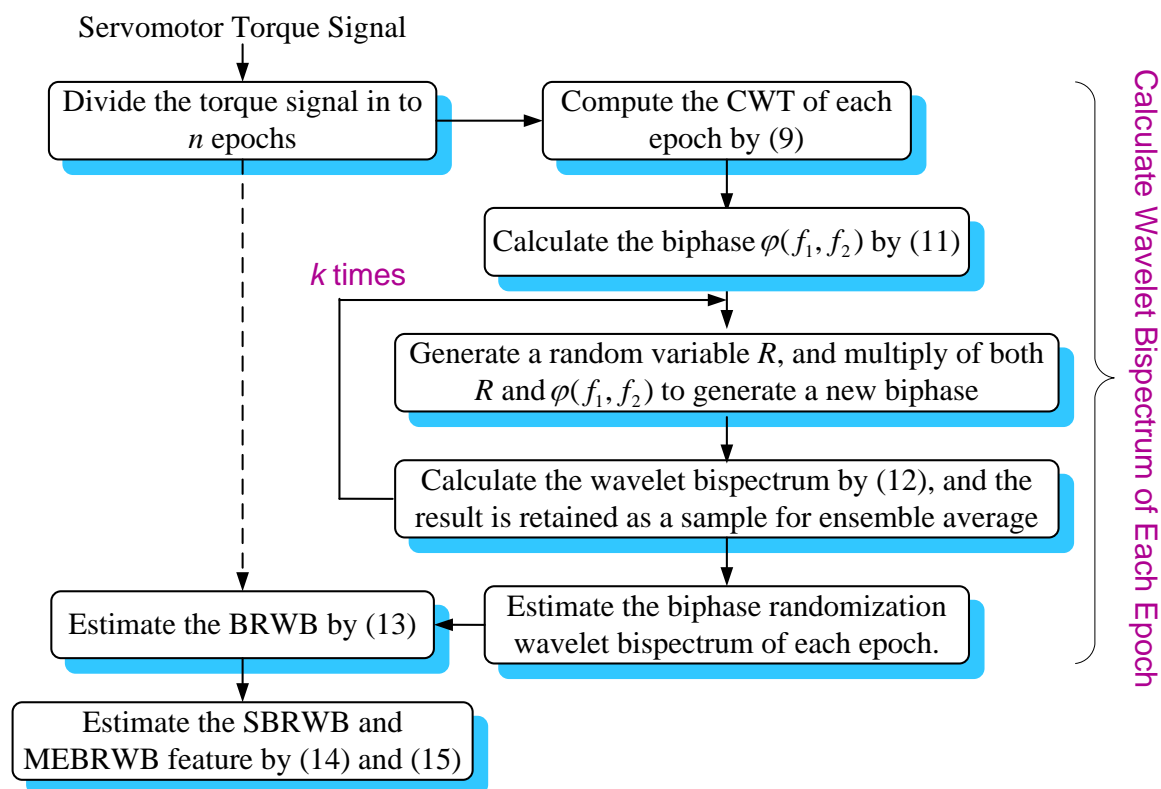 Servomotor Torque Signal
Divide the torque signal in to
n epochs
Compute the CWT of each
epoch by (9)
Calculate the biphase φ(f₁, f₂) by (11)
k times
Generate a random variable R, and multiply of both
R and φ(f₁, f₂) to generate a new biphase
Calculate the wavelet bispectrum by (12), and the
result is retained as a sample for ensemble average
Estimate the biphase randomization
wavelet bispectrum of each epoch.
Estimate the BRWB by (13)
Estimate the SBRWB and
MEBRWB feature by (14) and (15)
Calculate Wavelet Bispectrum of Each Epoch